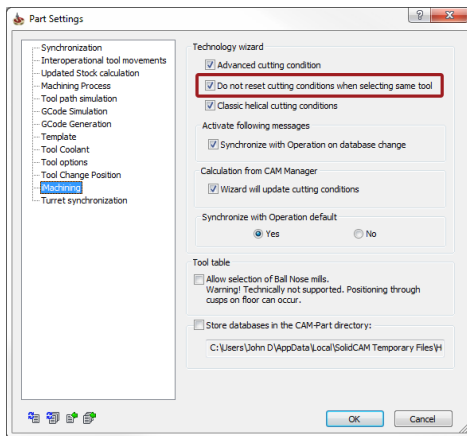 Part Settings
Synchronization
Interoperational tool movements
Updated Stock calculation
Machining Process
Tool path simulation
GCode Simulation
GCode Generation
Template
Tool Coolant
Tool options
Tool Change Position
iMachining
Turret synchronization
Technology wizard
Advanced cutting condition
Do not reset cutting conditions when selecting same tool
Classic helical cutting conditions
Activate following messages
Synchronize with Operation on database change
Calculation from CAM Manager
Wizard will update cutting conditions
Synchronize with Operation default
Yes No
Tool table
Allow selection of Ball Nose mills.
Warning! Technically not supported. Positioning through
cusps on floor can occur.
Store databases in the CAM-Part directory:
C:\Users\John D\AppData\Local\SolidCAM Temporary Files\H
OK Cancel